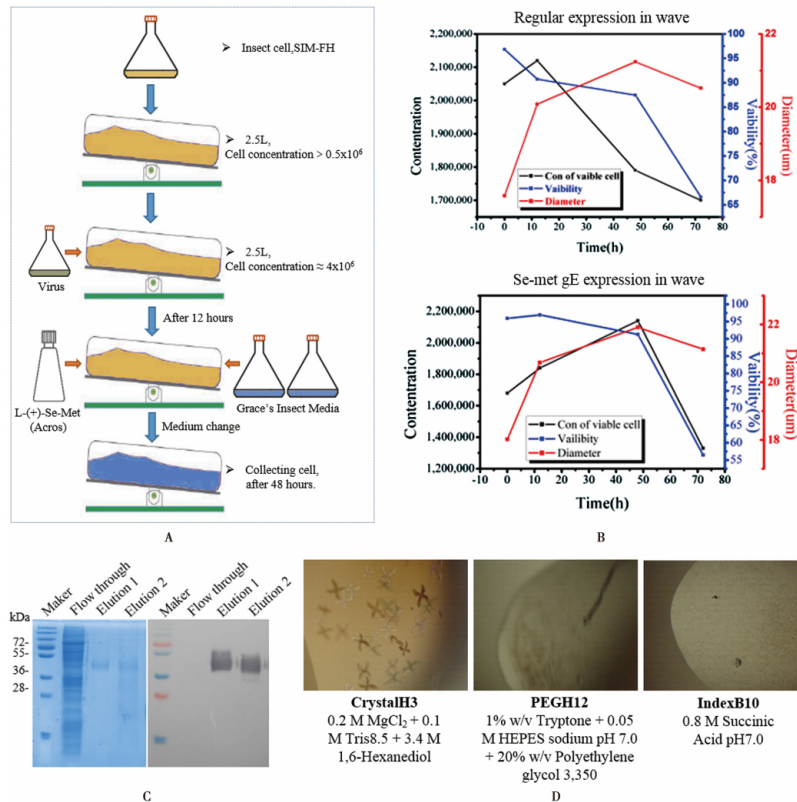 ➢ Insect cell,SIM-FH
➢ 2.5L,
Cell concentration > 0.5x10⁶
Virus
➢ 2.5L,
Cell concentration ≈ 4x10⁶
After 12 hours
L-(+)-Se-Met
(Acros)
Grace's Insect Media
Medium change
➢ Collecting cell,
after 48 hours.
A
Regular expression in wave
2,200,000
2,100,000
2,000,000
1,900,000
1,800,000
1,700,000
Contentration
100
95
90
85
80
75
70
65
Vaibility(%)
22
20
18
16
Diameter(um)
Con of vaible cell
Vaibility
Diameter
-10 0 10 20 30 40 50 60 70 80
Time(h)
Se-met gE expression in wave
2,200,000
2,000,000
1,800,000
1,600,000
1,400,000
1,200,000
Contentration
100
95
90
85
80
75
70
65
60
55
Vaibility(%)
22
20
18
Diameter(um)
Con of viable cell
Vailibity
Diameter
-10 0 10 20 30 40 50 60 70 80
Time(h)
B
kDa
72-
55-
36-
28-
Maker
Flow through
Elution 1
Elution 2
Maker
Flow through
Elution 1
Elution 2
C
CrystalH3
0.2 M MgCl₂ + 0.1
M Tris8.5 + 3.4 M
1,6-Hexanediol
PEGH12
1% w/v Tryptone + 0.05
M HEPES sodium pH 7.0
+ 20% w/v Polyethylene
glycol 3,350
IndexB10
0.8 M Succinic
Acid pH7.0
D